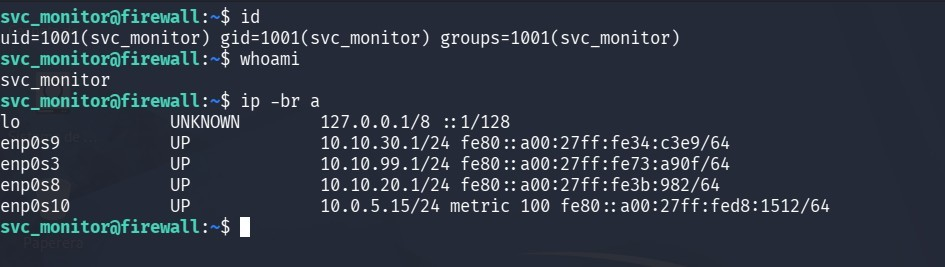 svc_monitor@firewall:~$ id
uid=1001(svc_monitor) gid=1001(svc_monitor) groups=1001(svc_monitor)
svc_monitor@firewall:~$ whoami
svc_monitor
svc_monitor@firewall:~$ ip -br a
lo UNKNOWN 127.0.0.1/8 ::1/128
enp0s9 UP 10.10.30.1/24 fe80::a00:27ff:fe34:c3e9/64
enp0s3 UP 10.10.99.1/24 fe80::a00:27ff:fe73:a90f/64
enp0s8 UP 10.10.20.1/24 fe80::a00:27ff:fe3b:982/64
enp0s10 UP 10.0.5.15/24 metric 100 fe80::a00:27ff:fed8:1512/64
svc_monitor@firewall:~$
Paperera